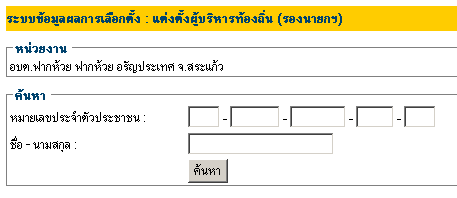 ระบบข้อมูลผลการเลือกตั้ง : แต่งตั้งผู้บริหารท้องถิ่น (รองนายกฯ)
หน่วยงาน
อบต.ฟากห้วย ฟากห้วย อรัญประเทศ จ.สระแก้ว
ค้นหา
หมายเลขประจำตัวประชาชน : - - - -
ชื่อ - นามสกุล :
ค้นหา